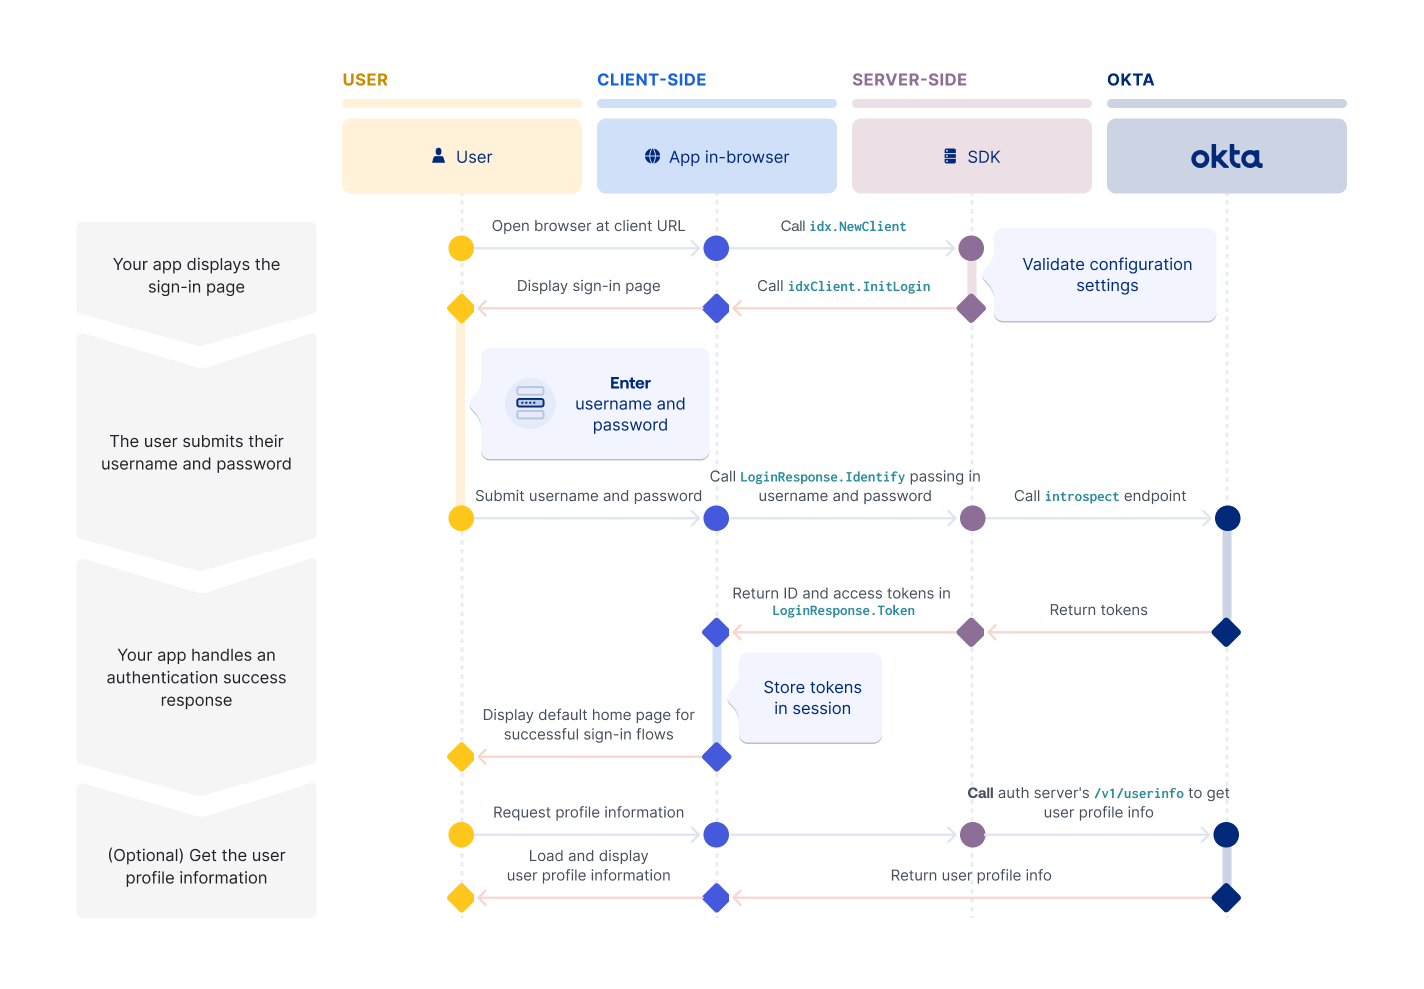 USER
CLIENT-SIDE
SERVER-SIDE
OKTA
User
App in-browser
SDK
okta
Your app displays the
sign-in page
Open browser at client URL
Call idx.NewClient
Validate configuration
settings
Display sign-in page
Call idxClient.InitLogin
The user submits their
username and password
Enter
username and
password
Submit username and password
Call LoginResponse.Identify passing in
username and password
Call introspect endpoint
Your app handles an
authentication success
response
Return ID and access tokens in
LoginResponse.Token
Return tokens
Store tokens
in session
Display default home page for
successful sign-in flows
(Optional) Get the user
profile information
Request profile information
Call auth server's /v1/userinfo to get
user profile info
Load and display
user profile information
Return user profile info